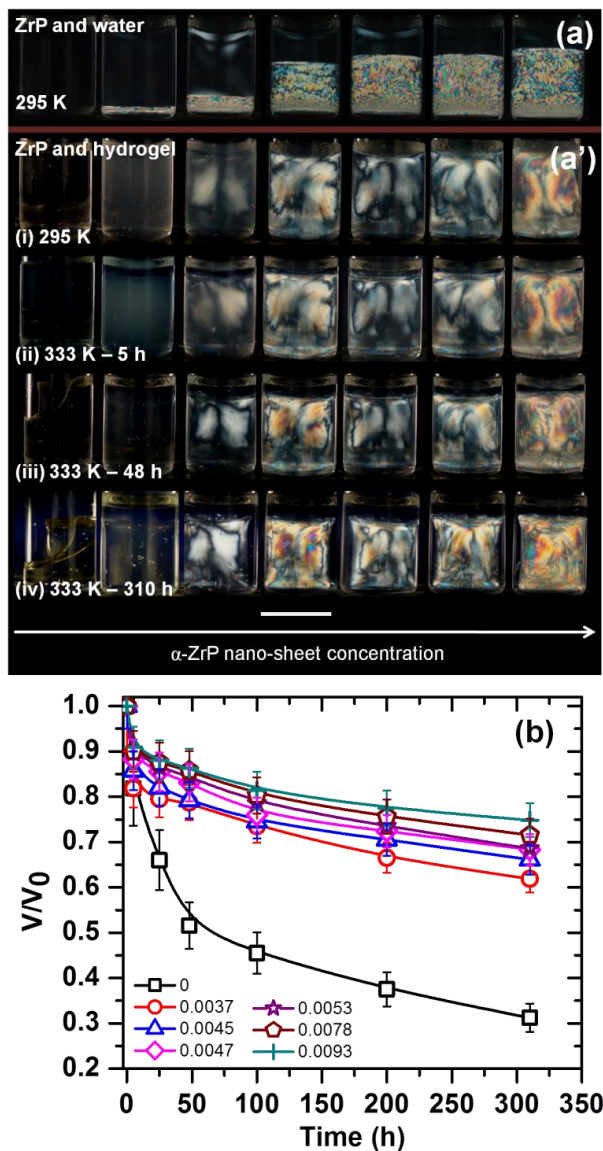 ZrP and water
(a)
295 K
ZrP and hydrogel
(a')
(i) 295 K
(ii) 333 K – 5 h
(iii) 333 K – 48 h
(iv) 333 K – 310 h
α-ZrP nano-sheet concentration
(b)
1.0
0.9
0.8
0.7
0.6
0.5
0.4
0.3
0.2
V/V₀
0
0.0037
0.0045
0.0047
0.0053
0.0078
0.0093
0 50 100 150 200 250 300 350
Time (h)